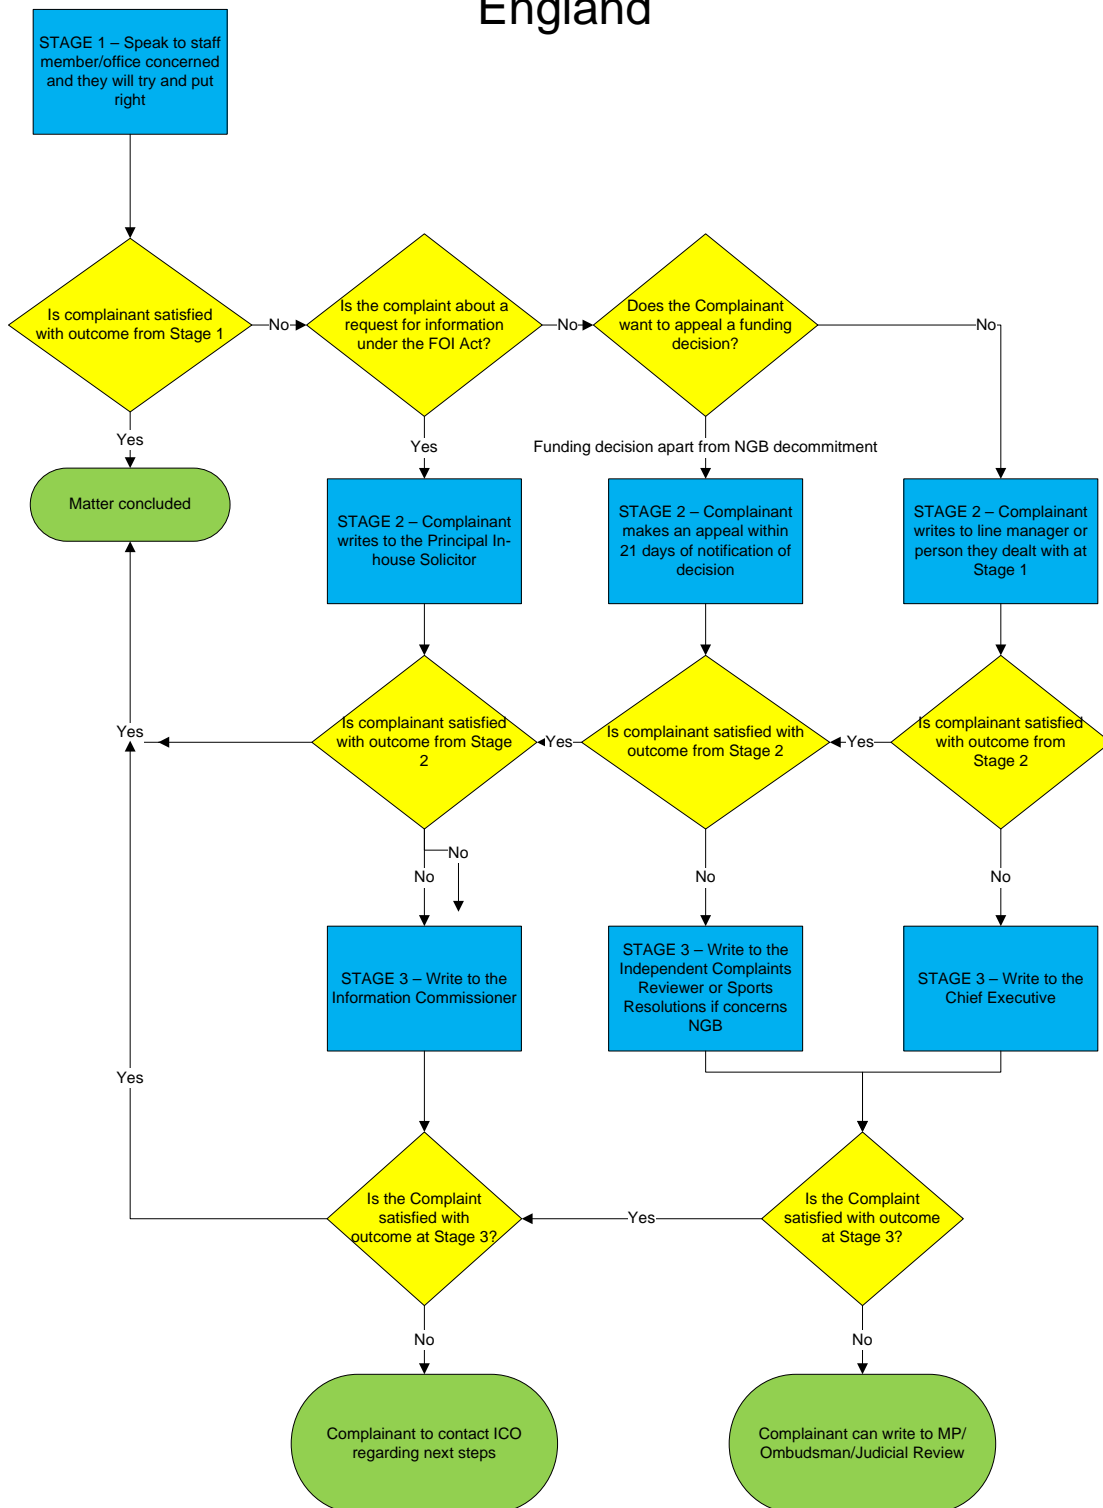 England
STAGE 1 – Speak to staff
member/office concerned
and they will try and put
right
Is complainant satisfied
with outcome from Stage 1
No
Is the complaint about a
request for information
under the FOI Act?
No
Does the Complainant
want to appeal a funding
decision?
No
Yes
Yes
Funding decision apart from NGB decommitment
Matter concluded
STAGE 2 – Complainant
writes to the Principal In-
house Solicitor
STAGE 2 – Complainant
makes an appeal within
21 days of notification of
decision
STAGE 2 – Complainant
writes to line manager or
person they dealt with at
Stage 1
Yes
Is complainant satisfied
with outcome from Stage
2
Yes
Is complainant satisfied with
outcome from Stage 2
Yes
Is complainant satisfied
with outcome from
Stage 2
No
No
No
No
STAGE 3 – Write to the
Information Commissioner
STAGE 3 – Write to the
Independent Complaints
Reviewer or Sports
Resolutions if concerns
NGB
STAGE 3 – Write to the
Chief Executive
Yes
Is the Complaint
satisfied with
outcome at Stage 3?
Yes
Is the Complaint
satisfied with outcome
at Stage 3?
No
No
Complainant to contact ICO
regarding next steps
Complainant can write to MP/
Ombudsman/Judicial Review